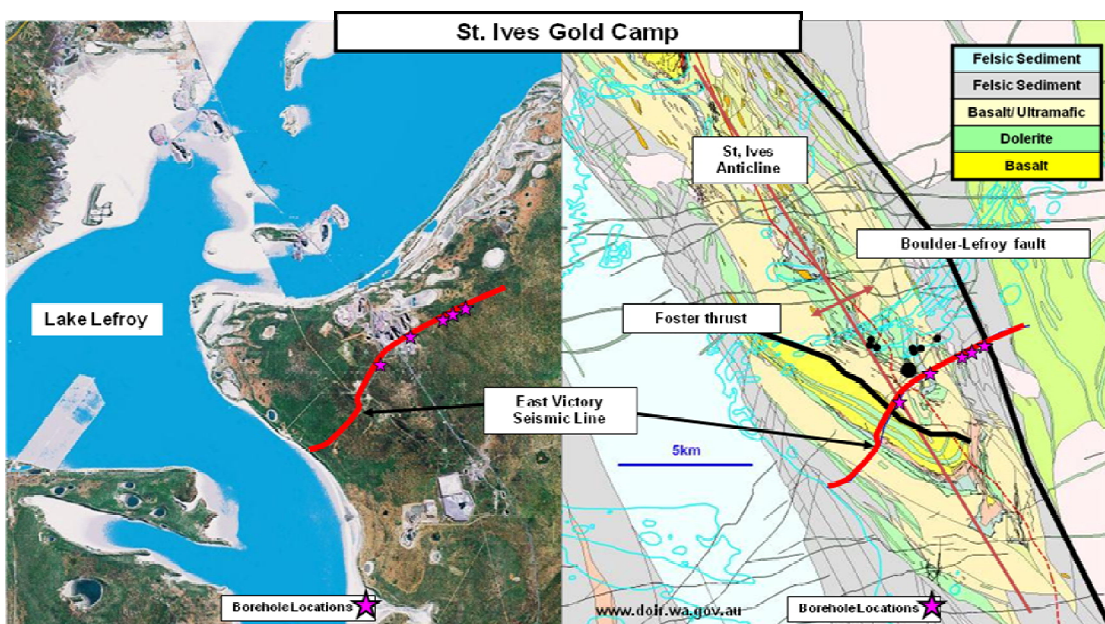 St. Ives Gold Camp
Lake Lefroy
East Victory
Seismic Line
Borehole Locations
Felsic Sediment
Felsic Sediment
Basalt/ Ultramafic
Dolerite
Basalt
St. Ives
Anticline
Boulder-Lefroy fault
Foster thrust
5km
www.doir.wa.gov.au
Borehole Locations